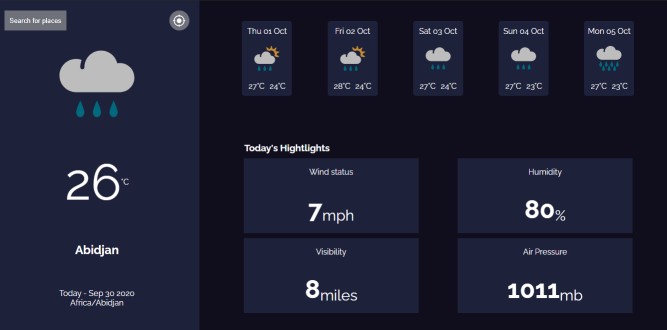 Search for places
26°C
Abidjan
Today - Sep 30 2020
Africa/Abidjan
Thu 01 Oct
27°C 24°C
Fri 02 Oct
28°C 24°C
Sat 03 Oct
27°C 24°C
Sun 04 Oct
27°C 23°C
Mon 05 Oct
27°C 23°C
Today's Hightlights
Wind status
7mph
Humidity
80%
Visibility
8miles
Air Pressure
1011mb